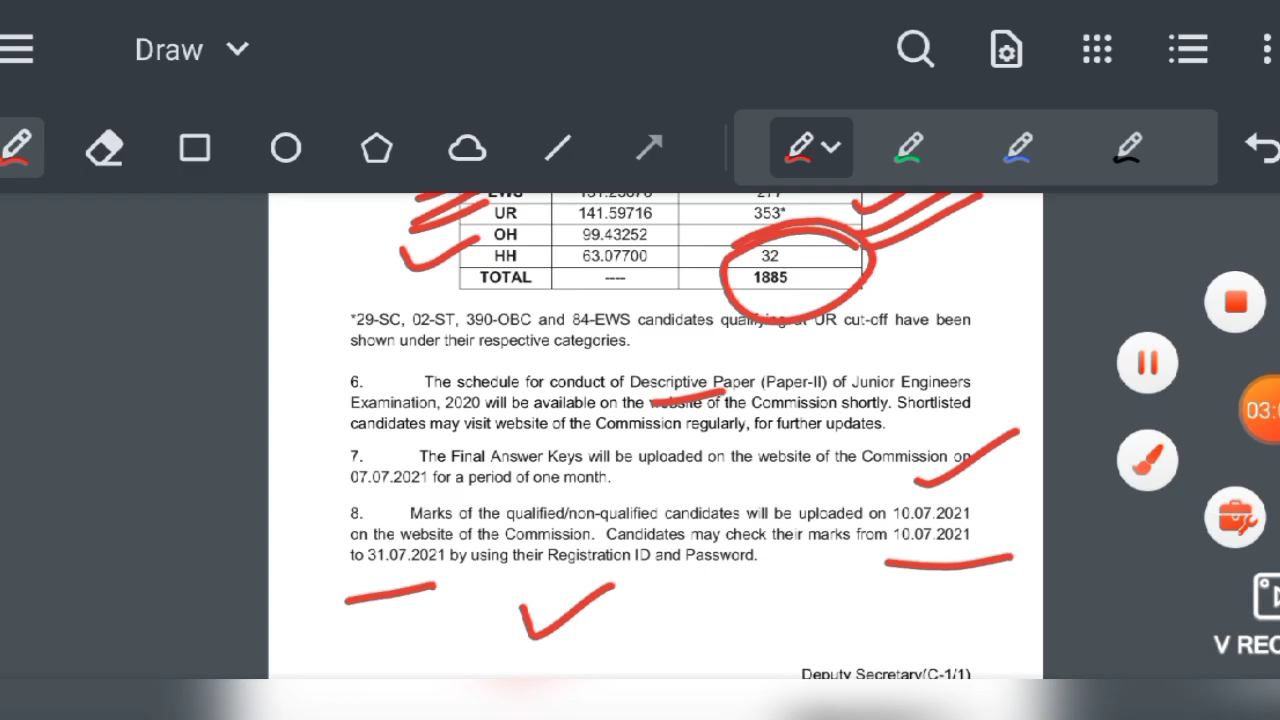 Draw
UR 141.59716 353*
OH 99.43252
HH 63.07700 32
TOTAL ---- 1885
*29-SC, 02-ST, 390-OBC and 84-EWS candidates qualifying at UR cut-off have been
shown under their respective categories.
6. The schedule for conduct of Descriptive Paper (Paper-II) of Junior Engineers
Examination, 2020 will be available on the website of the Commission shortly. Shortlisted
candidates may visit website of the Commission regularly, for further updates.
7. The Final Answer Keys will be uploaded on the website of the Commission on
07.07.2021 for a period of one month.
8. Marks of the qualified/non-qualified candidates will be uploaded on 10.07.2021
on the website of the Commission. Candidates may check their marks from 10.07.2021
to 31.07.2021 by using their Registration ID and Password.
V REC
Deputy Secretary(C-1/1)